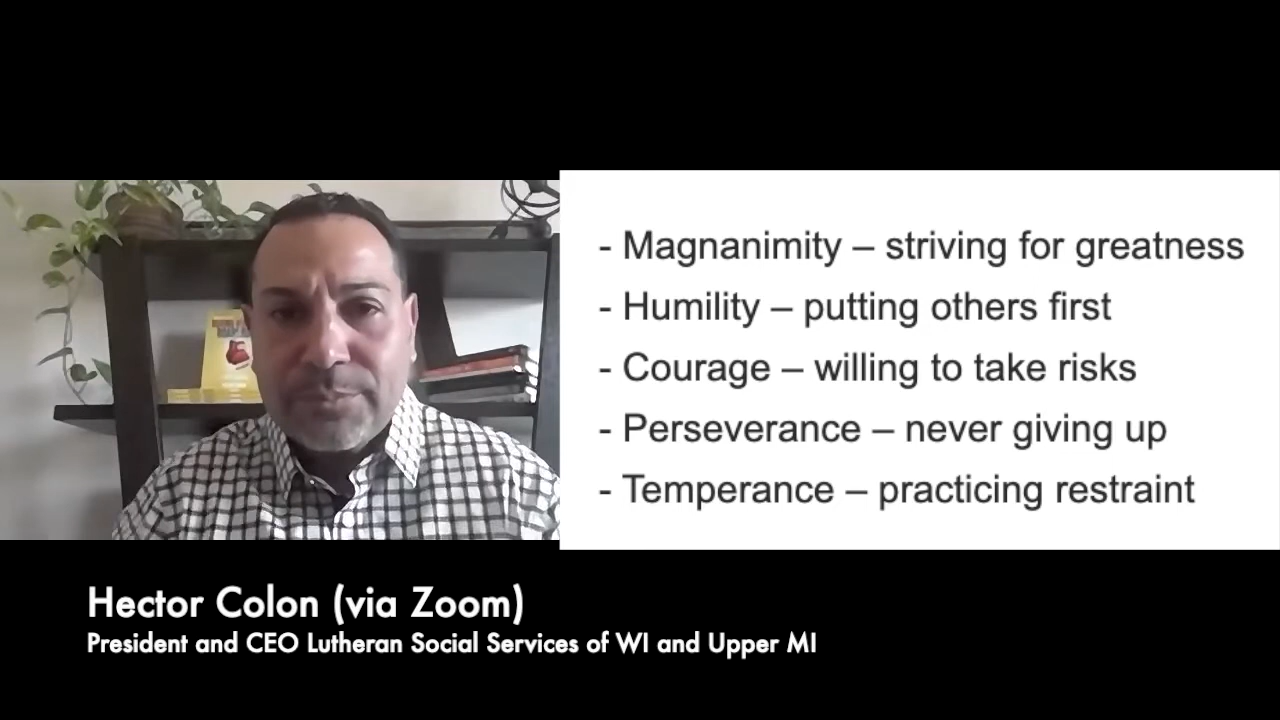 - Magnanimity – striving for greatness
- Humility – putting others first
- Courage – willing to take risks
- Perseverance – never giving up
- Temperance – practicing restraint
Hector Colon (via Zoom)
President and CEO Lutheran Social Services of WI and Upper MI